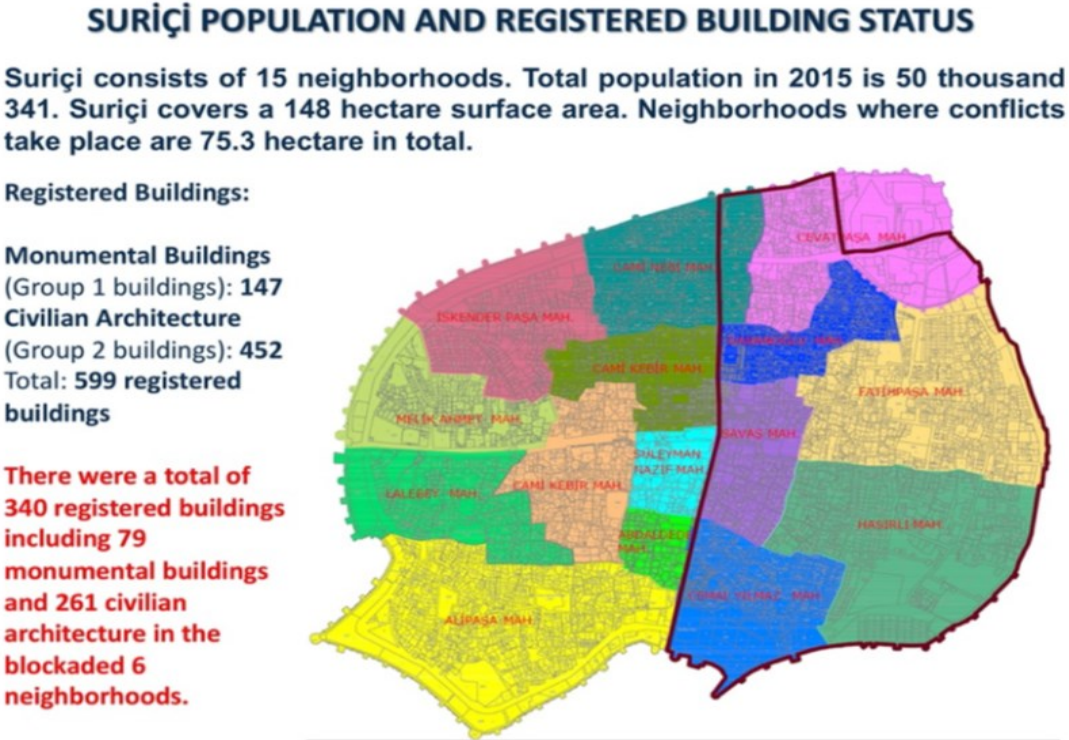 SURİÇİ POPULATION AND REGISTERED BUILDING STATUS
Suriçi consists of 15 neighborhoods. Total population in 2015 is 50 thousand
341. Suriçi covers a 148 hectare surface area. Neighborhoods where conflicts
take place are 75.3 hectare in total.
Registered Buildings:
Monumental Buildings
(Group 1 buildings): 147
Civilian Architecture
(Group 2 buildings): 452
Total: 599 registered
buildings
There were a total of
340 registered buildings
including 79
monumental buildings
and 261 civilian
architecture in the
blockaded 6
neighborhoods.
CEVATPAŞA MAH.
CAMİ NEBİ MAH.
İSKENDER PAŞA MAH.
MAH.
CAMİ KEBİR MAH.
FATİHPAŞA MAH.
MELİK AHMET MAH.
SAVAŞ MAH.
SÜLEYMAN
NAZİF MAH.
LALEBEY MAH.
CAMİ KEBİR MAH.
HASIRLI MAH.
ABDALDEDE
MAH.
CEMAL YILMAZ MAH.
ALİPAŞA MAH.